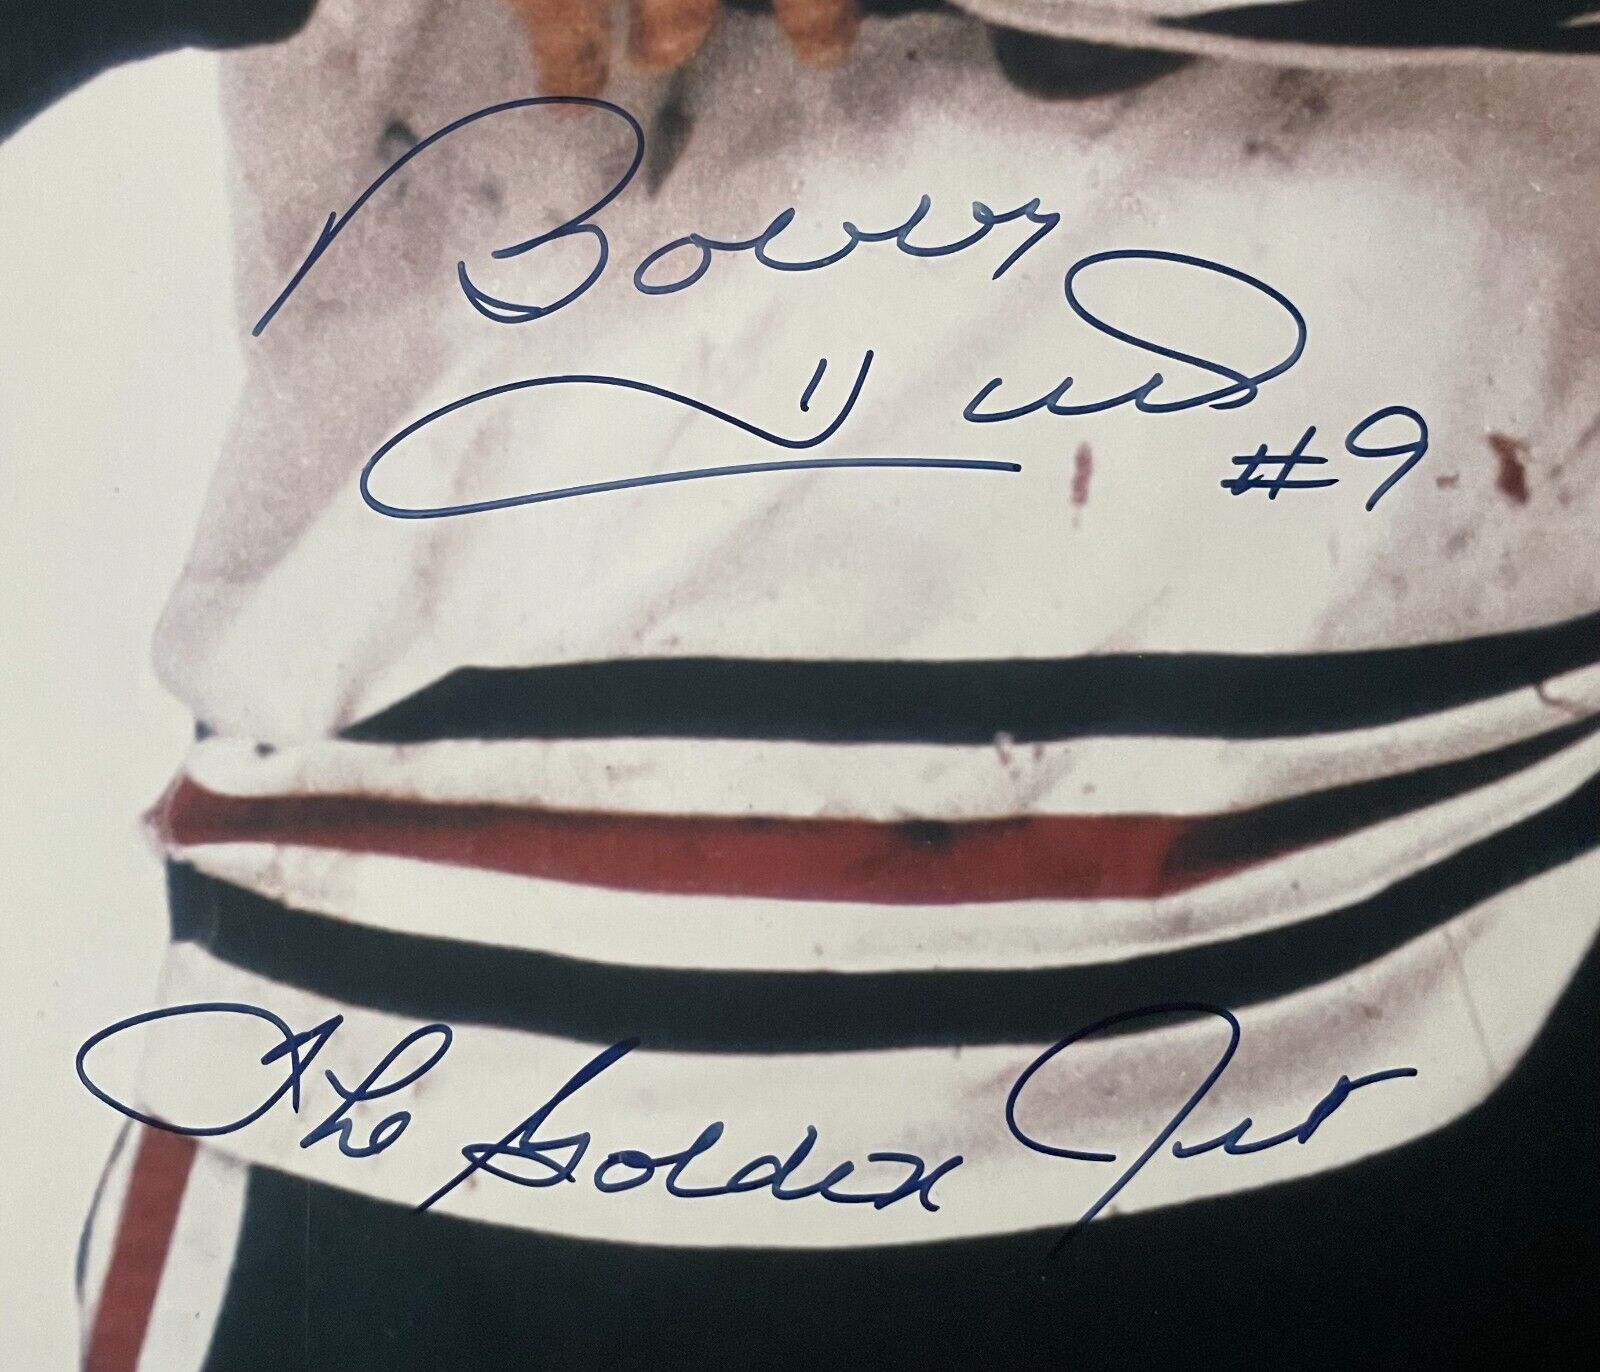 Bobby
Hull #9
The Golden Jet